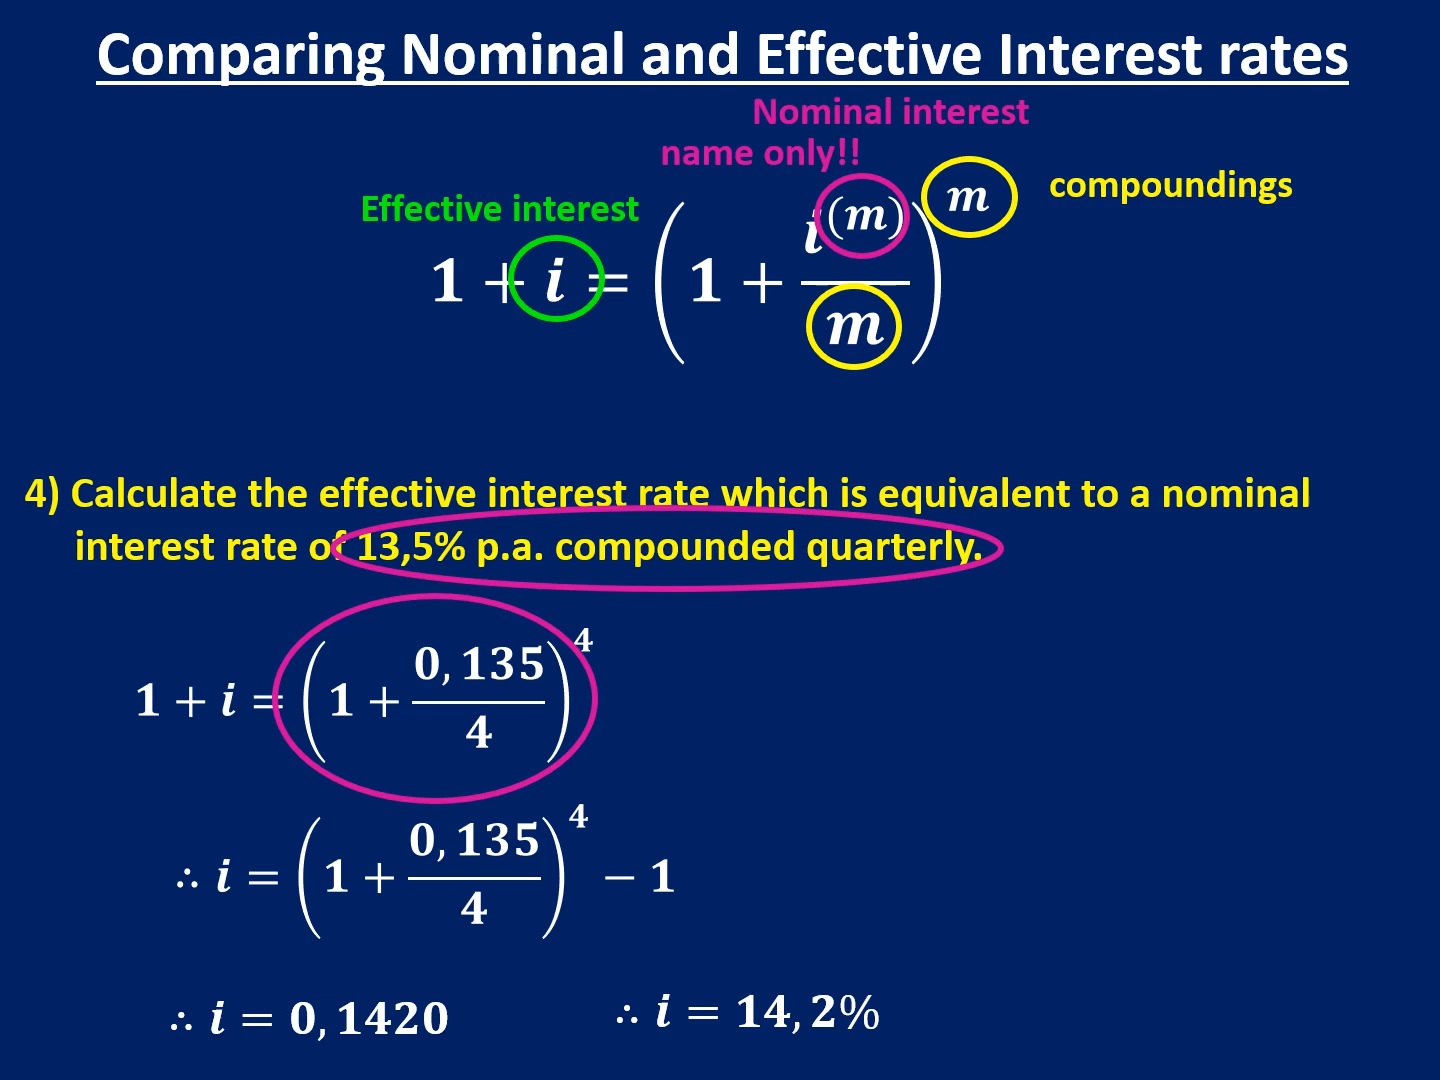 Comparing Nominal and Effective Interest rates
Nominal interest
name only!!
compoundings
Effective interest
1 + i = (1 + i^(m)/m)^m
4) Calculate the effective interest rate which is equivalent to a nominal
interest rate of 13,5% p.a. compounded quarterly.
1 + i = (1 + 0,135/4)^4
∴ i = (1 + 0,135/4)^4 − 1
∴ i = 0,1420
∴ i = 14,2%